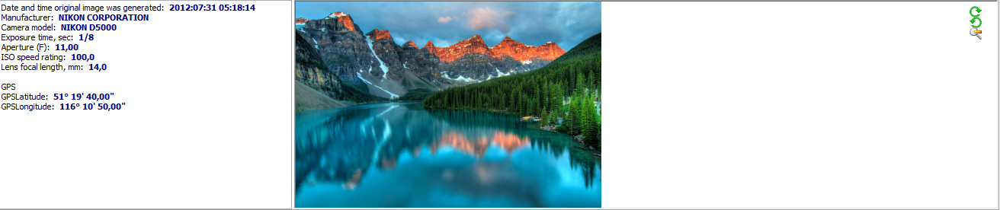 Date and time original image was generated: 2012:07:31 05:18:14
Manufacturer: NIKON CORPORATION
Camera model: NIKON D5000
Exposure time, sec: 1/8
Aperture (F): 11,00
ISO speed rating: 100,0
Lens focal length, mm: 14,0
GPS
GPSLatitude: 51° 19' 40,00"
GPSLongitude: 116° 10' 50,00"